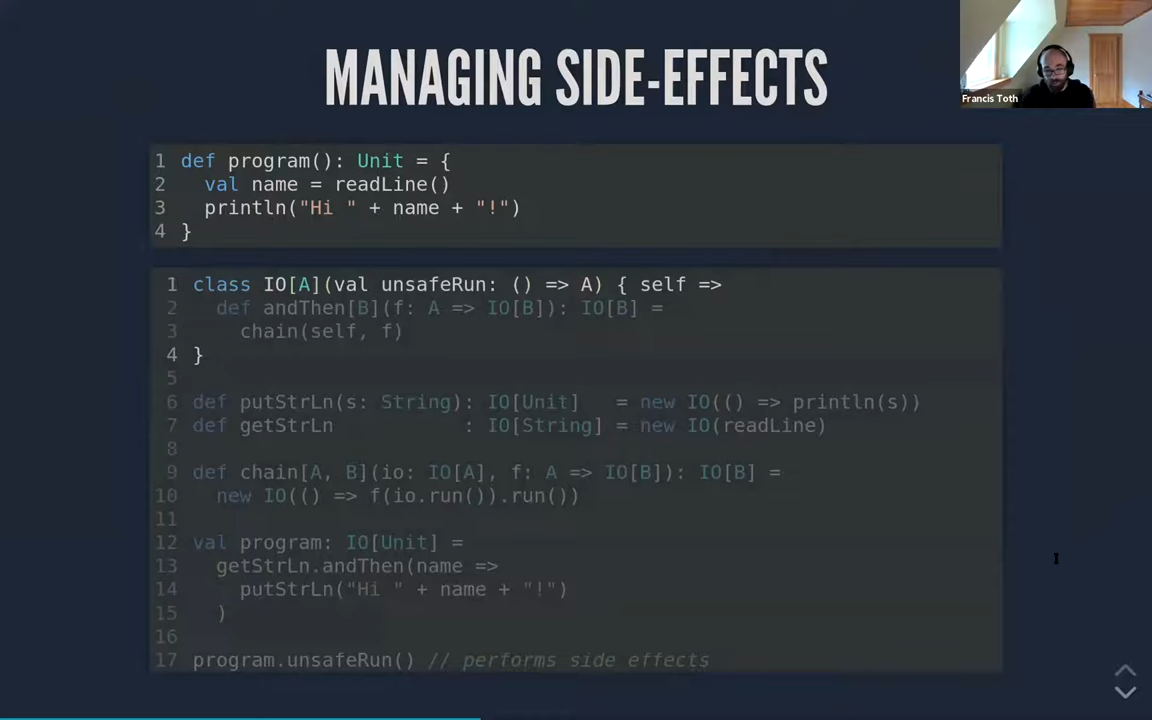 MANAGING SIDE-EFFECTS
Francis Toth
1 def program(): Unit = {
2   val name = readLine()
3   println("Hi " + name + "!")
4 }
1 class IO[A](val unsafeRun: () => A) { self =>
2   def andThen[B](f: A => IO[B]): IO[B] =
3     chain(self, f)
4 }
5
6 def putStrLn(s: String): IO[Unit]   = new IO(() => println(s))
7 def getStrLn           : IO[String] = new IO(readLine)
8
9 def chain[A, B](io: IO[A], f: A => IO[B]): IO[B] =
10   new IO(() => f(io.run()).run())
11
12 val program: IO[Unit] =
13   getStrLn.andThen(name =>
14     putStrLn("Hi " + name + "!")
15   )
16
17 program.unsafeRun() // performs side effects